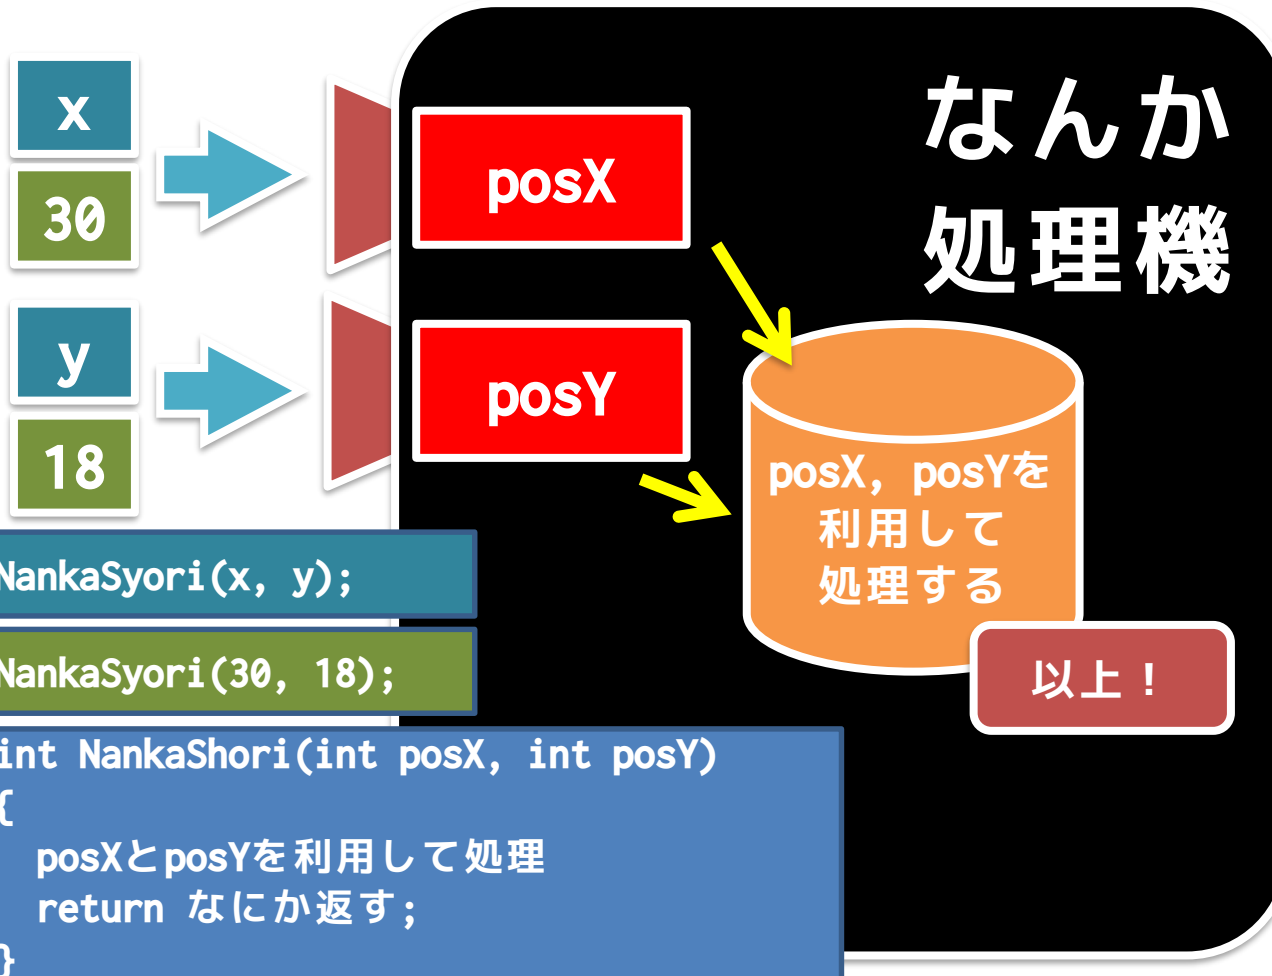 x
30
y
18
posX
posY
なんか
処理機
posX, posYを
利用して
処理する
以上！
NankaSyori(x, y);
NankaSyori(30, 18);
int NankaShori(int posX, int posY)
{
posXとposYを利用して処理
return なにか返す;
}